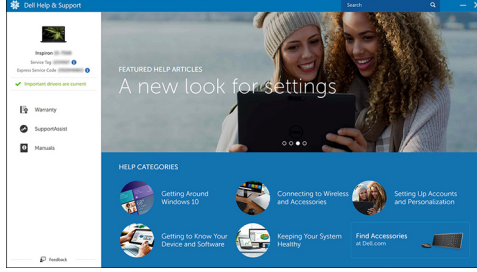 Dell Help & Support
Search
Inspiron
Service Tag
Express Service Code
Important drivers are current
Warranty
SupportAssist
Manuals
Feedback
FEATURED HELP ARTICLES
A new look for settings
HELP CATEGORIES
Getting Around
Windows 10
Connecting to Wireless
and Accessories
Setting Up Accounts
and Personalization
Getting to Know Your
Device and Software
Keeping Your System
Healthy
Find Accessories
at Dell.com